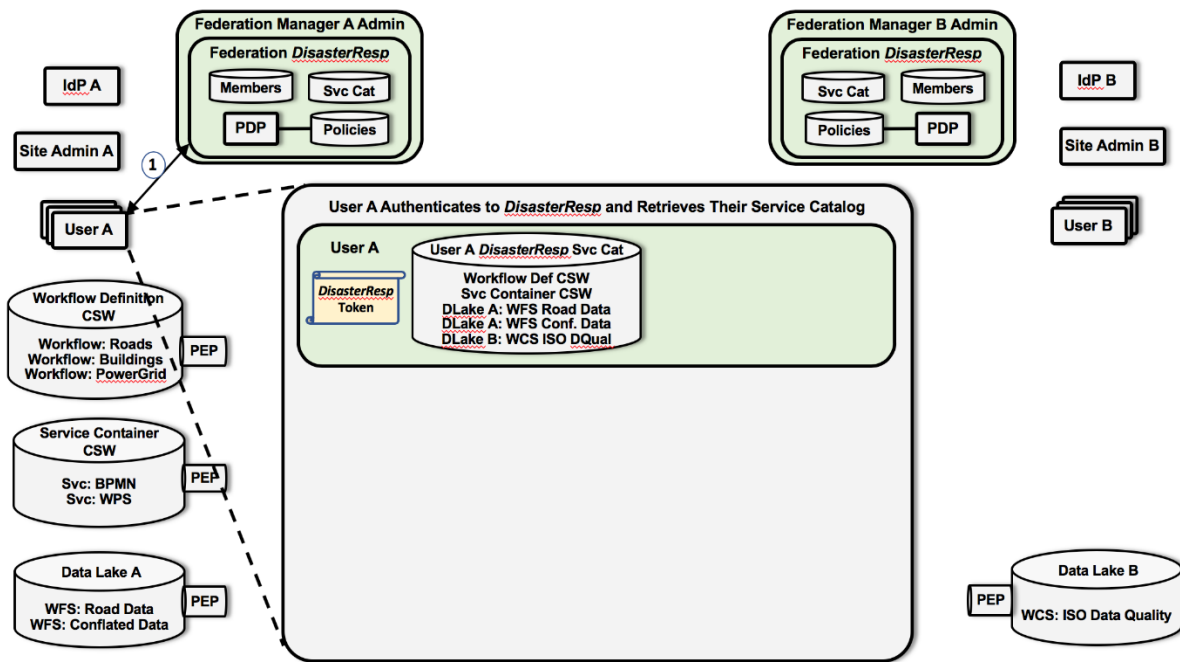 Federation Manager A Admin
Federation DisasterResp
Members
Svc Cat
PDP
Policies
Federation Manager B Admin
Federation DisasterResp
Svc Cat
Members
Policies
PDP
IdP A
Site Admin A
1
User A
IdP B
Site Admin B
User B
User A Authenticates to DisasterResp and Retrieves Their Service Catalog
User A
DisasterResp
Token
User A DisasterResp Svc Cat
Workflow Def CSW
Svc Container CSW
DLake A: WFS Road Data
DLake A: WFS Conf. Data
DLake B: WCS ISO DQual
Workflow Definition
CSW
Workflow: Roads
Workflow: Buildings
Workflow: PowerGrid
PEP
Service Container
CSW
Svc: BPMN
Svc: WPS
PEP
Data Lake A
WFS: Road Data
WFS: Conflated Data
PEP
Data Lake B
WCS: ISO Data Quality
PEP